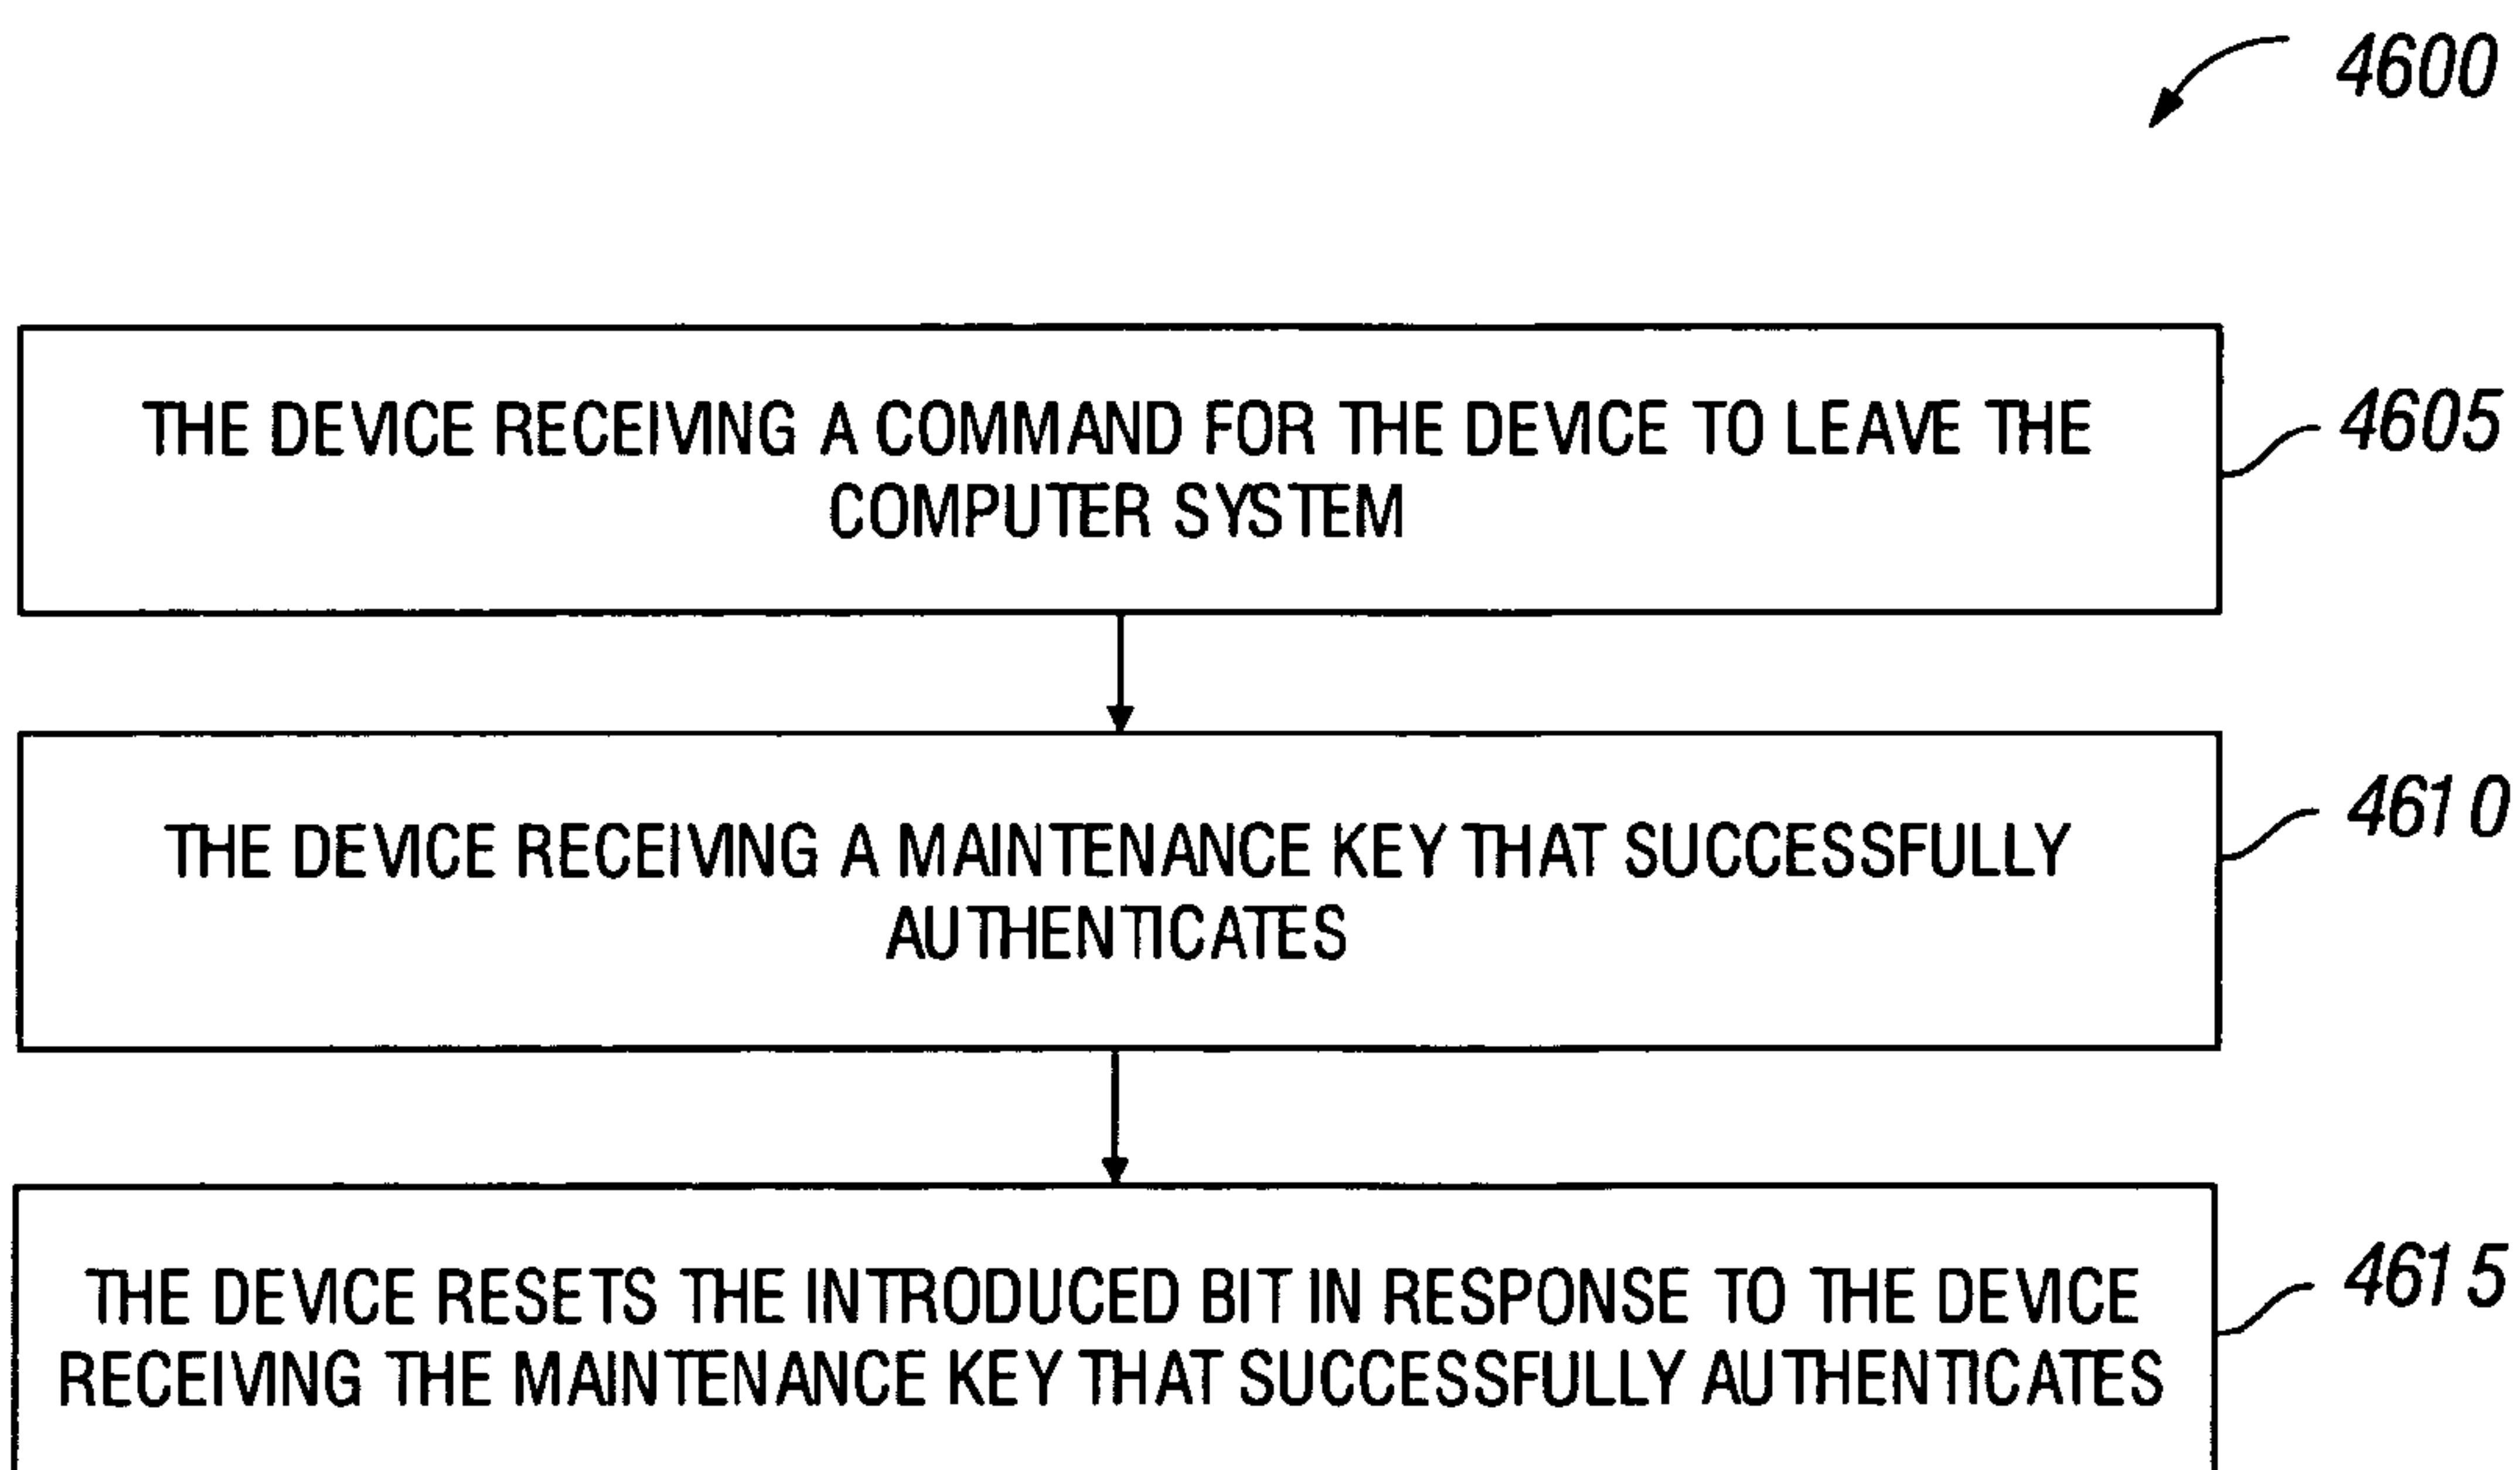 4600
THE DEVICE RECEIVING A COMMAND FOR THE DEVICE TO LEAVE THE
COMPUTER SYSTEM
4605
THE DEVICE RECEIVING A MAINTENANCE KEY THAT SUCCESSFULLY
AUTHENTICATES
4610
THE DEVICE RESETS THE INTRODUCED BIT IN RESPONSE TO THE DEVICE
RECEIVING THE MAINTENANCE KEY THAT SUCCESSFULLY AUTHENTICATES
4615